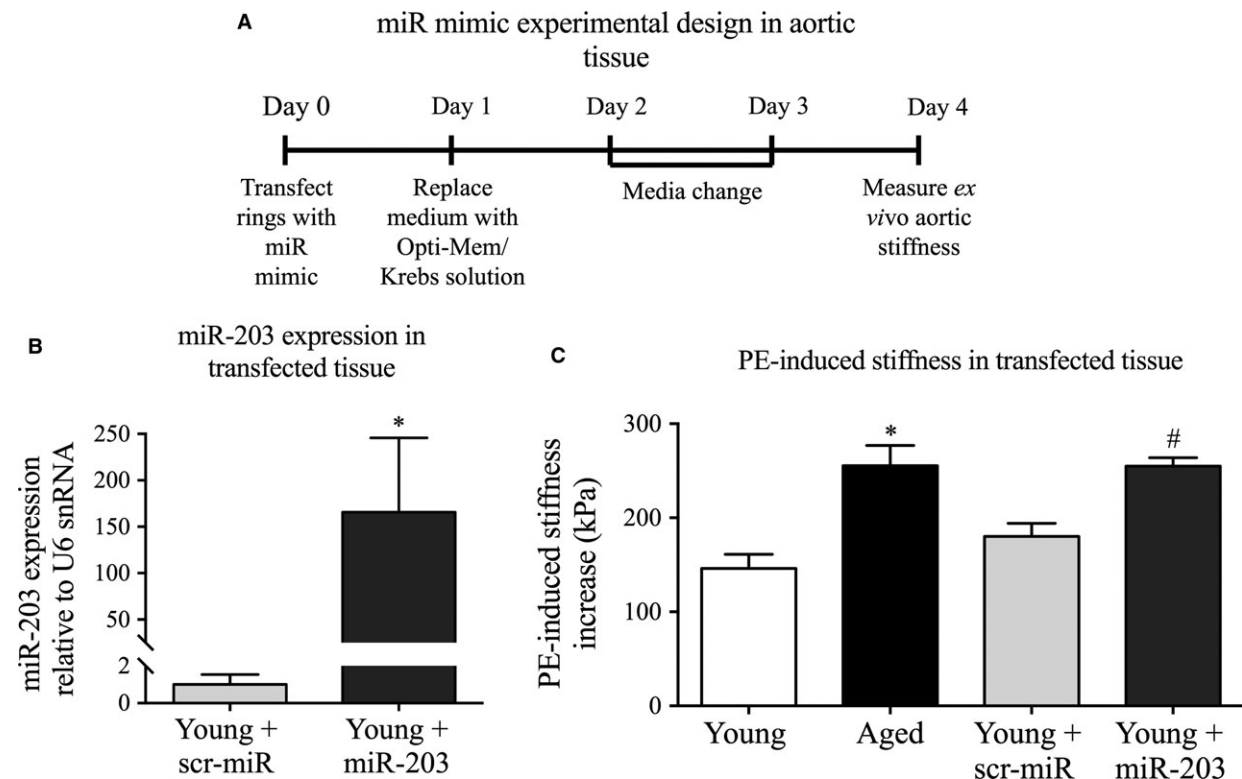 A
miR mimic experimental design in aortic
tissue
Day 0
Day 1
Day 2
Day 3
Day 4
Transfect
rings with
miR
mimic
Replace
medium with
Opti-Mem/
Krebs solution
Media change
Measure ex
vivo aortic
stiffness
B
miR-203 expression in
transfected tissue
miR-203 expression
relative to U6 snRNA
250
200
150
100
50
2
0
*
Young +
scr-miR
Young +
miR-203
C
PE-induced stiffness in transfected tissue
PE-induced stiffness
increase (kPa)
300
200
100
0
*
#
Young
Aged
Young +
scr-miR
Young +
miR-203